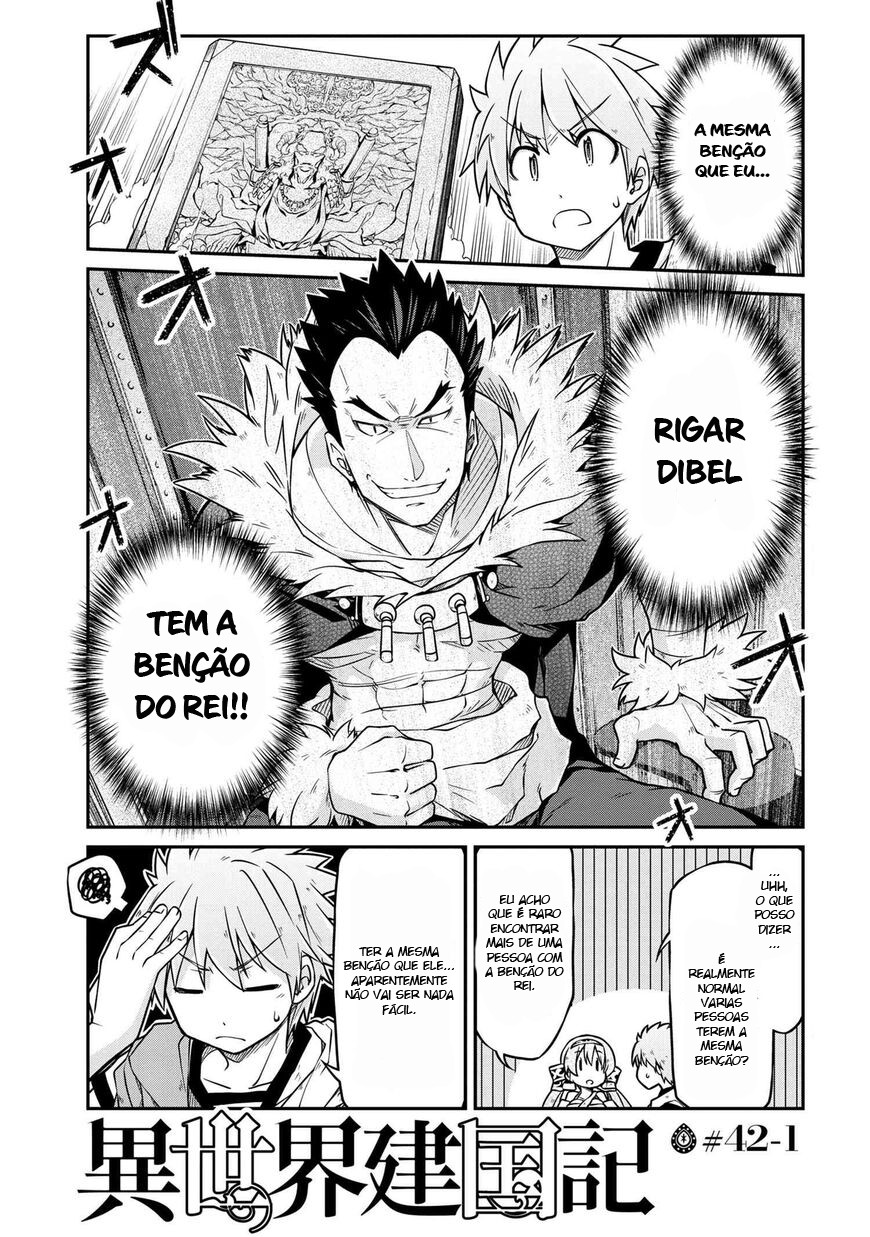 A MESMA
BENÇÃO
QUE EU...
RIGAR
DIBEL
TEM A
BENÇÃO
DO REI!!
...
UHH,
O QUE
POSSO
DIZER
...
É
REALMENTE
NORMAL
VARIAS
PESSOAS
TEREM A
MESMA
BENÇÃO?
EU ACHO
QUE É RARO
ENCONTRAR
MAIS DE UMA
PESSOA COM
A BENÇÃO DO
REI.
TER A MESMA
BENÇÃO QUE ELE...
APARENTEMENTE
NÃO VAI SER NADA
FÁCIL.
異世界建国記
#42-1